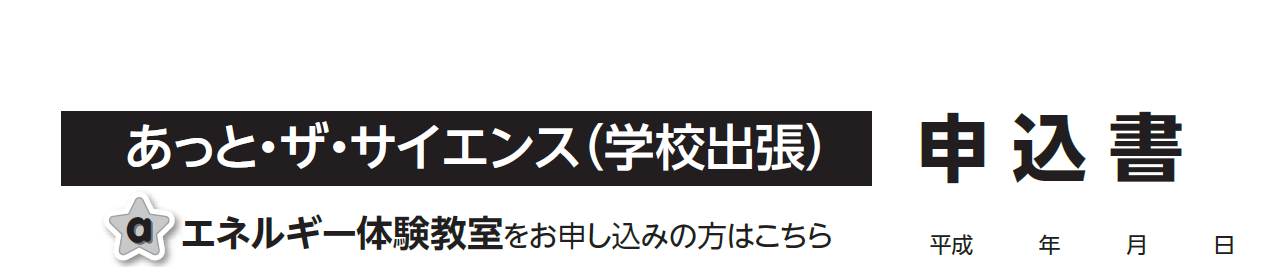 あっと・ザ・サイエンス（学校出張） 申込書
a エネルギー体験教室をお申し込みの方はこちら
平成 年 月 日